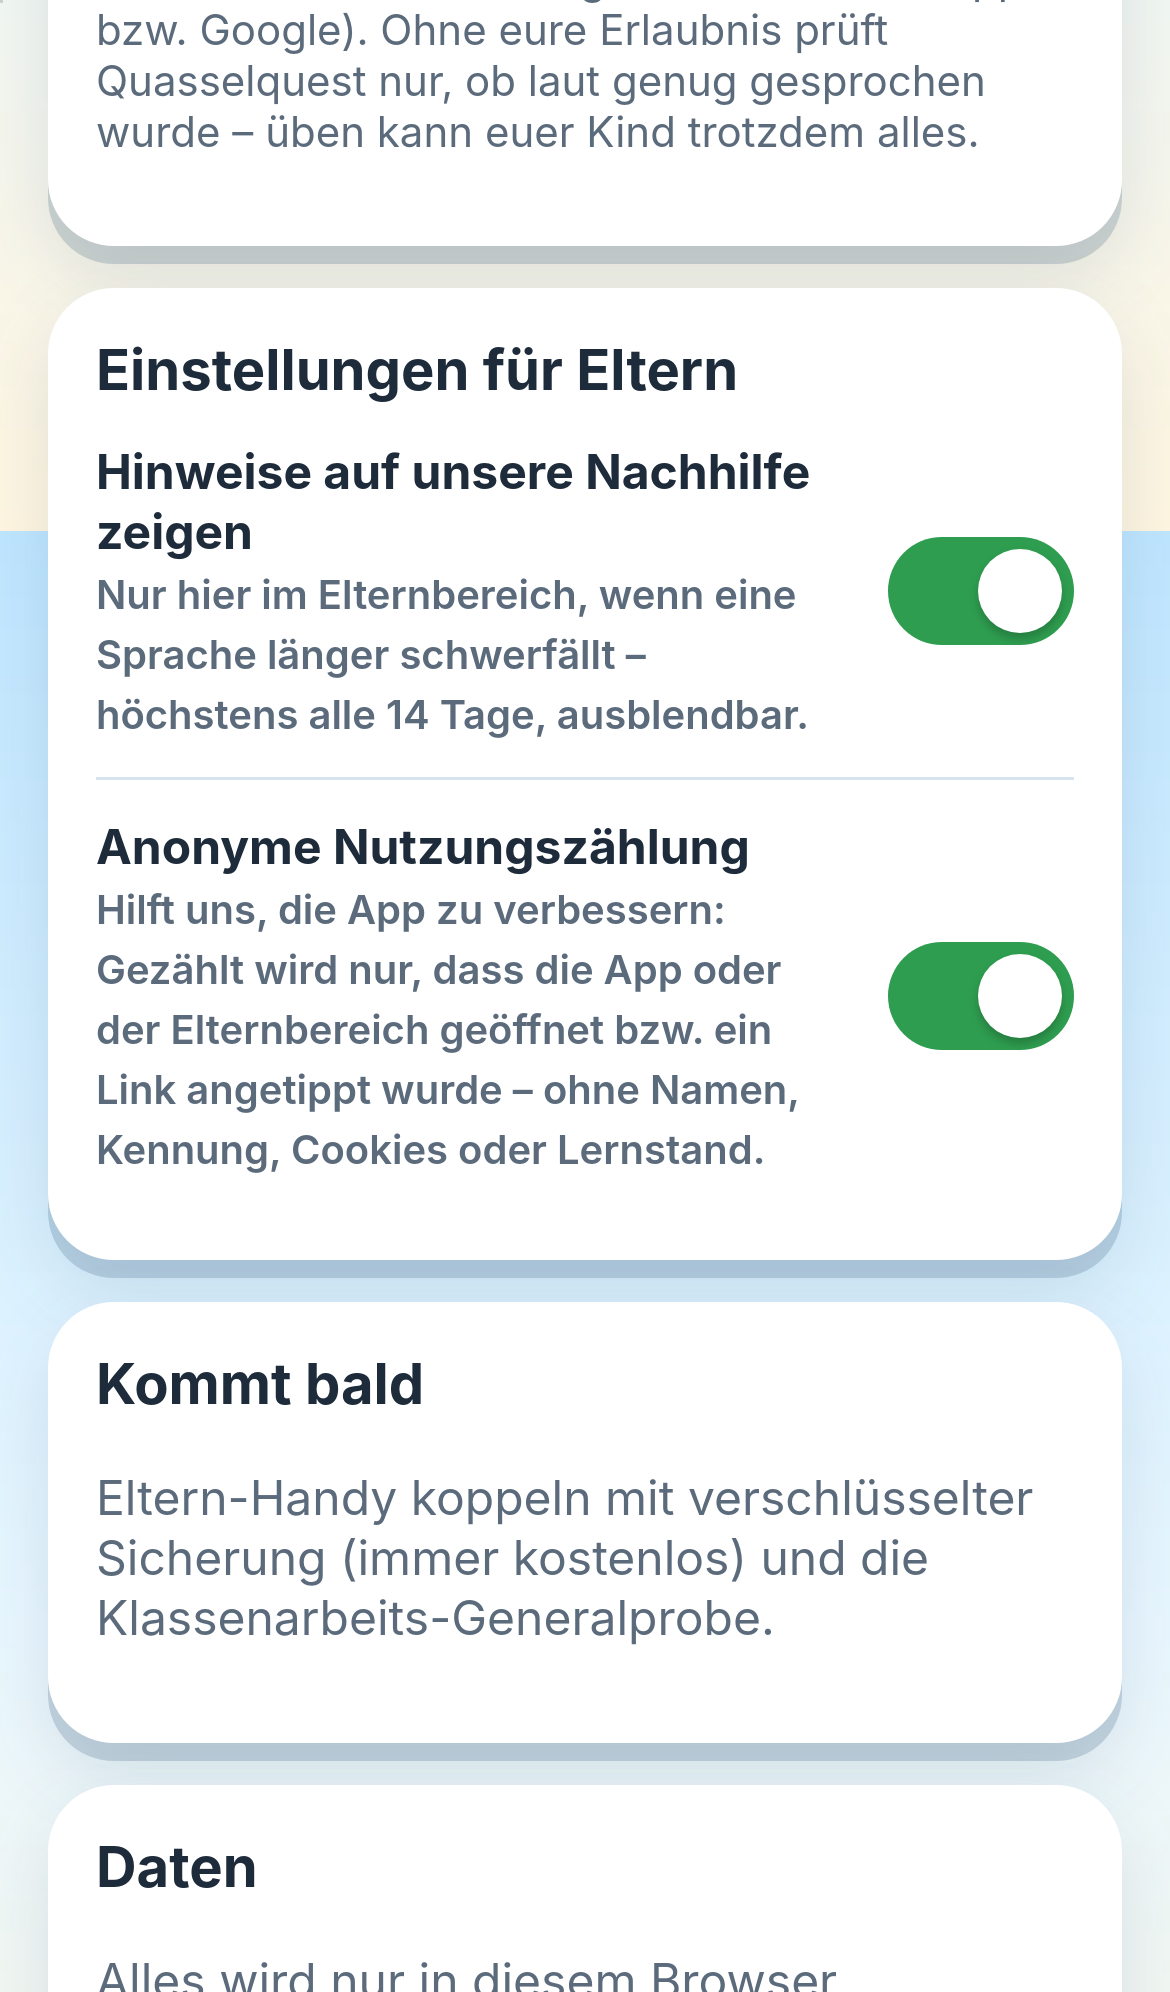 bzw. Google). Ohne eure Erlaubnis prüft
Quasselquest nur, ob laut genug gesprochen
wurde – üben kann euer Kind trotzdem alles.
Einstellungen für Eltern
Hinweise auf unsere Nachhilfe
zeigen
Nur hier im Elternbereich, wenn eine
Sprache länger schwerfällt –
höchstens alle 14 Tage, ausblendbar.
Anonyme Nutzungszählung
Hilft uns, die App zu verbessern:
Gezählt wird nur, dass die App oder
der Elternbereich geöffnet bzw. ein
Link angetippt wurde – ohne Namen,
Kennung, Cookies oder Lernstand.
Kommt bald
Eltern-Handy koppeln mit verschlüsselter
Sicherung (immer kostenlos) und die
Klassenarbeits-Generalprobe.
Daten
Alles wird nur in diesem Browser